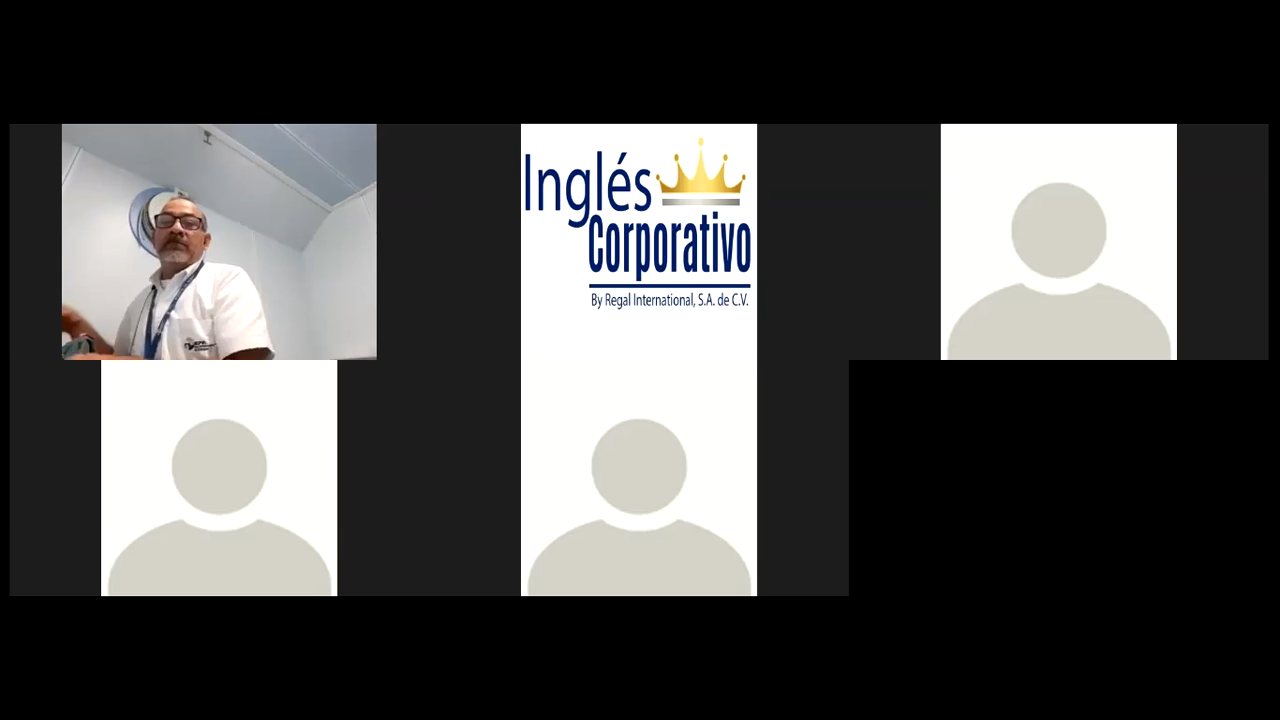 Inglés
Corporativo
By Regal International, S.A. de C.V.